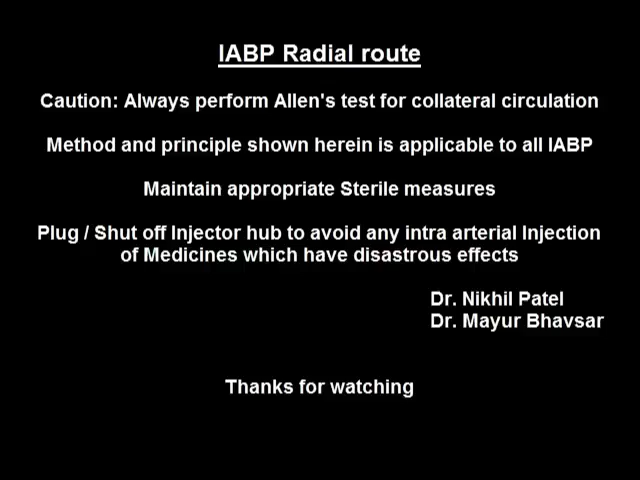 IABP Radial route
Caution: Always perform Allen's test for collateral circulation
Method and principle shown herein is applicable to all IABP
Maintain appropriate Sterile measures
Plug / Shut off Injector hub to avoid any intra arterial Injection
of Medicines which have disastrous effects
Dr. Nikhil Patel
Dr. Mayur Bhavsar
Thanks for watching